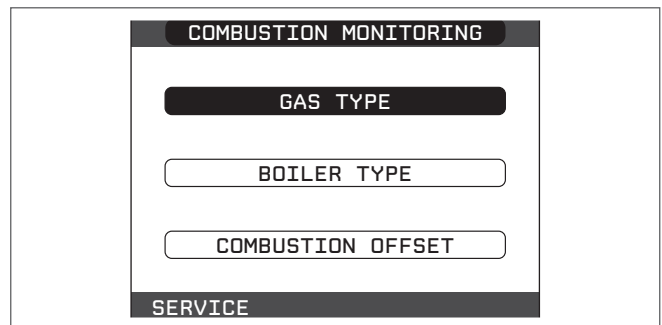 COMBUSTION MONITORING
GAS TYPE
BOILER TYPE
COMBUSTION OFFSET
SERVICE